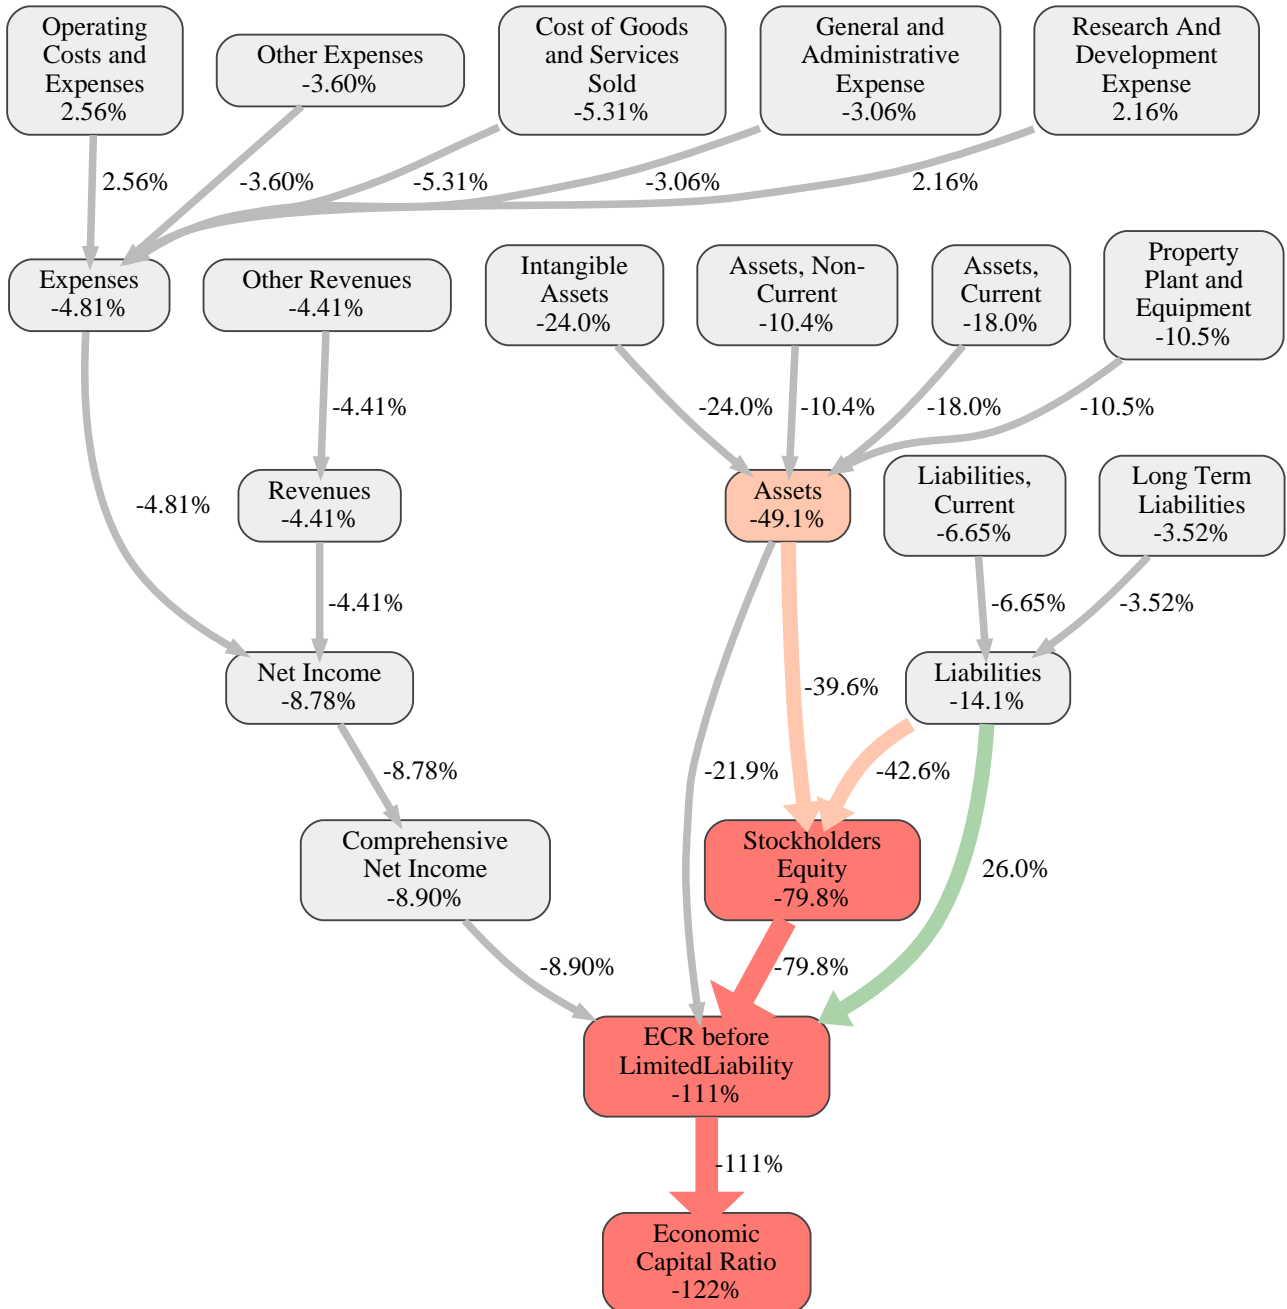 Operating
Costs and
Expenses
2.56%
Other Expenses
-3.60%
Cost of Goods
and Services
Sold
-5.31%
General and
Administrative
Expense
-3.06%
Research And
Development
Expense
2.16%
2.56%
-3.60%
-5.31%
-3.06%
2.16%
Expenses
-4.81%
Other Revenues
-4.41%
Intangible
Assets
-24.0%
Assets, Non-
Current
-10.4%
Assets,
Current
-18.0%
Property
Plant and
Equipment
-10.5%
-4.41%
-24.0%
-10.4%
-18.0%
-10.5%
-4.81%
Revenues
-4.41%
Assets
-49.1%
Liabilities,
Current
-6.65%
Long Term
Liabilities
-3.52%
-4.41%
-6.65%
-3.52%
Net Income
-8.78%
-39.6%
Liabilities
-14.1%
-8.78%
-21.9%
-42.6%
Comprehensive
Net Income
-8.90%
Stockholders
Equity
-79.8%
26.0%
-8.90%
-79.8%
ECR before
LimitedLiability
-111%
-111%
Economic
Capital Ratio
-122%